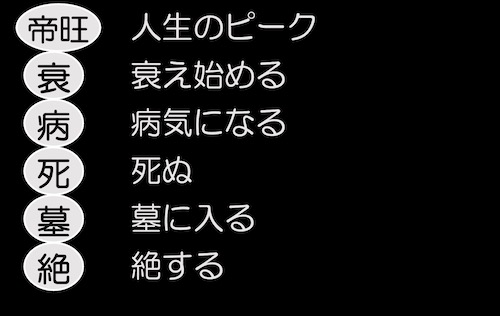 帝旺 人生のピーク
衰 衰え始める
病 病気になる
死 死ぬ
墓 墓に入る
絶 絶する